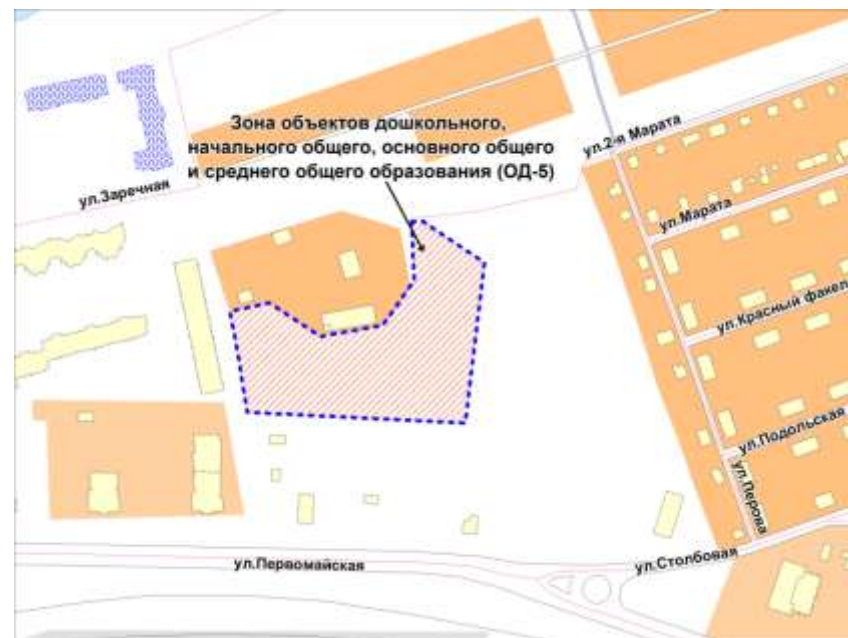 Зона объектов дошкольного,
начального общего, основного общего
и среднего общего образования (ОД-5)
ул.2-я Марата
ул.Заречная
ул.Марата
ул.Красный факел
ул.Подольская
ул.Перова
ул.Столбовая
ул.Первомайская